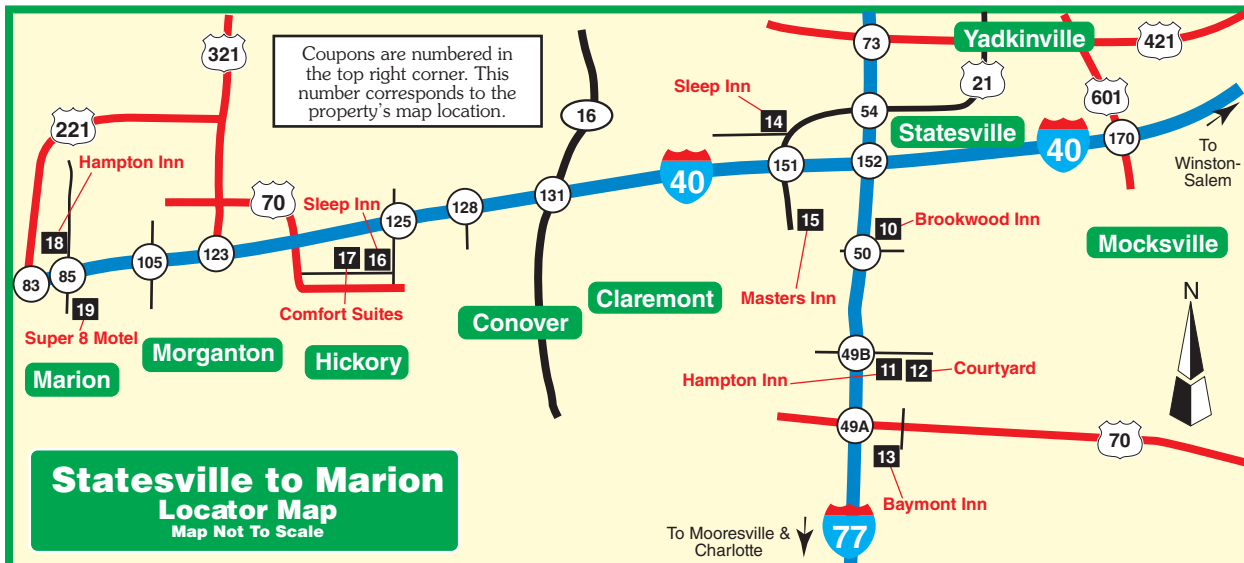 321
Coupons are numbered in
the top right corner. This
number corresponds to the
property's map location.
73
Yadkinville
421
21
16
Sleep Inn
14
54
601
221
Statesville
40
170
To
Winston-
Salem
Hampton Inn
151
152
40
70
Sleep Inn
131
128
125
15
10
Brookwood Inn
18
105
123
17
16
50
Mocksville
83
85
Masters Inn
Claremont
19
Comfort Suites
Conover
N
Super 8 Motel
Morganton
Hickory
49B
Marion
Hampton Inn
11
12
Courtyard
49A
70
13
Statesville to Marion
Locator Map
Map Not To Scale
Baymont Inn
To Mooresville &
Charlotte
77